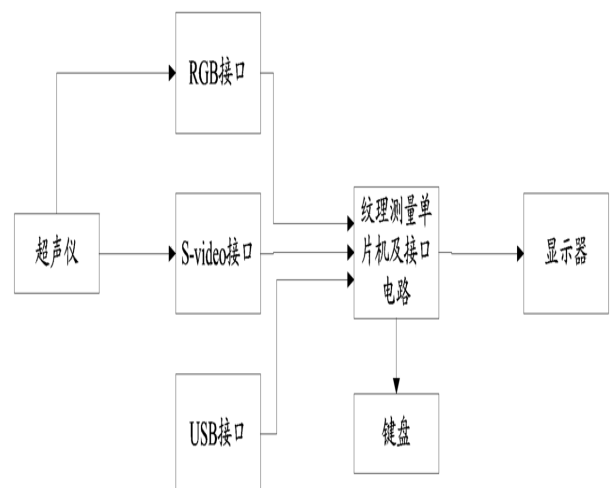 RGB接口
超声仪
S-video接口
纹理测量单
片机及接口
电路
显示器
USB接口
键盘